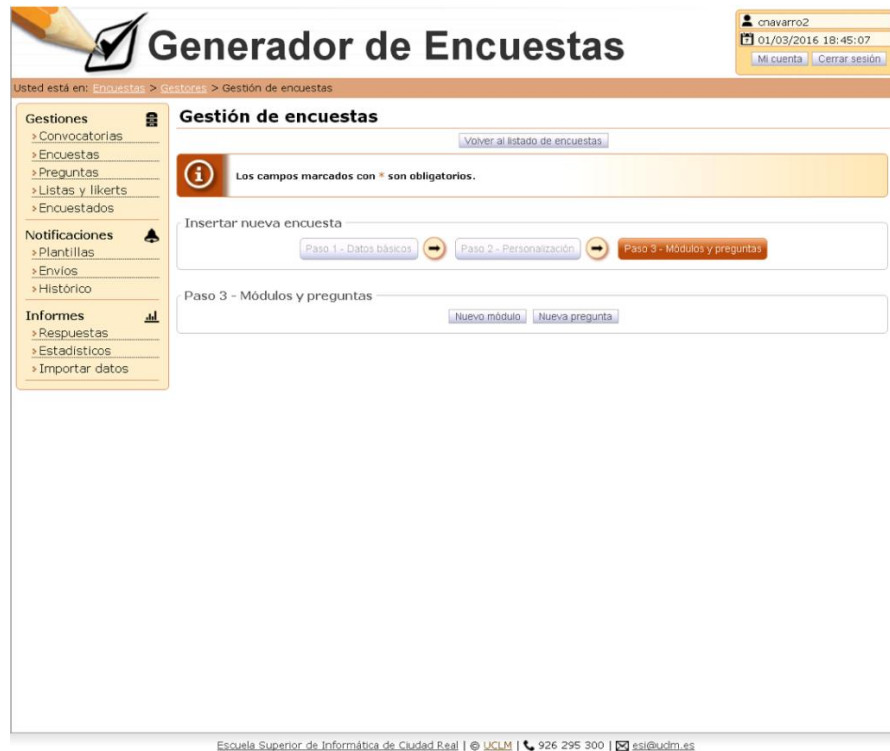 Generador de Encuestas
cnavarro2
01/03/2016 18:45:07
Mi cuenta Cerrar sesión
Usted está en: Encuestas > Gestores > Gestión de encuestas
Gestiones
> Convocatorias
> Encuestas
> Preguntas
> Listas y likerts
> Encuestados
Notificaciones
> Plantillas
> Envíos
> Histórico
Informes
> Respuestas
> Estadísticos
> Importar datos
Gestión de encuestas
Volver al listado de encuestas
Los campos marcados con * son obligatorios.
Insertar nueva encuesta
Paso 1 - Datos básicos Paso 2 - Personalización Paso 3 - Módulos y preguntas
Paso 3 - Módulos y preguntas
Nuevo módulo Nueva pregunta
Escuela Superior de Informática de Ciudad Real | © UCLM | 926 295 300 | esi@uclm.es